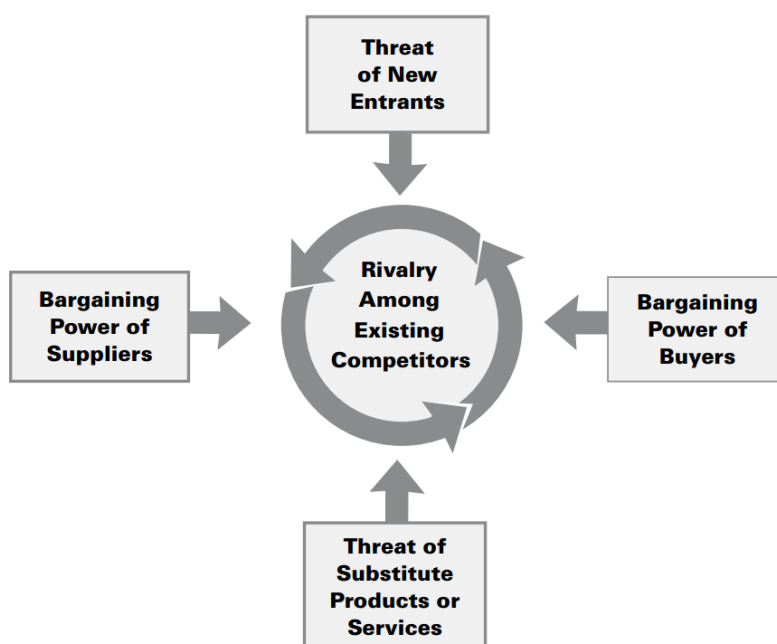 Threat
of New
Entrants
Bargaining
Power of
Suppliers
Rivalry
Among
Existing
Competitors
Bargaining
Power of
Buyers
Threat of
Substitute
Products or
Services